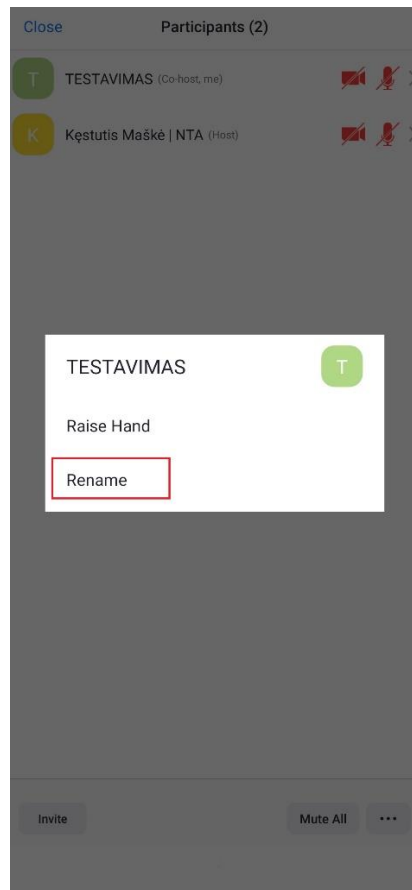 Close Participants (2)
T TESTAVIMAS (Co-host, me)
K Kęstutis Maškė | NTA (Host)
TESTAVIMAS T
Raise Hand
Rename
Invite Mute All ...